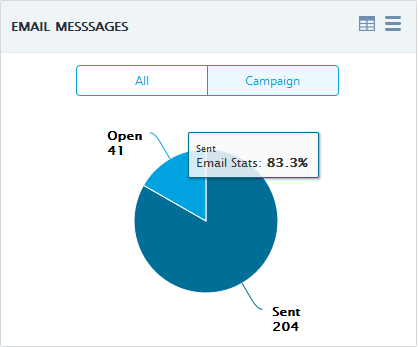 EMAIL MESSSAGES
All
Campaign
Open
41
Sent
Email Stats: 83.3%
Sent
204